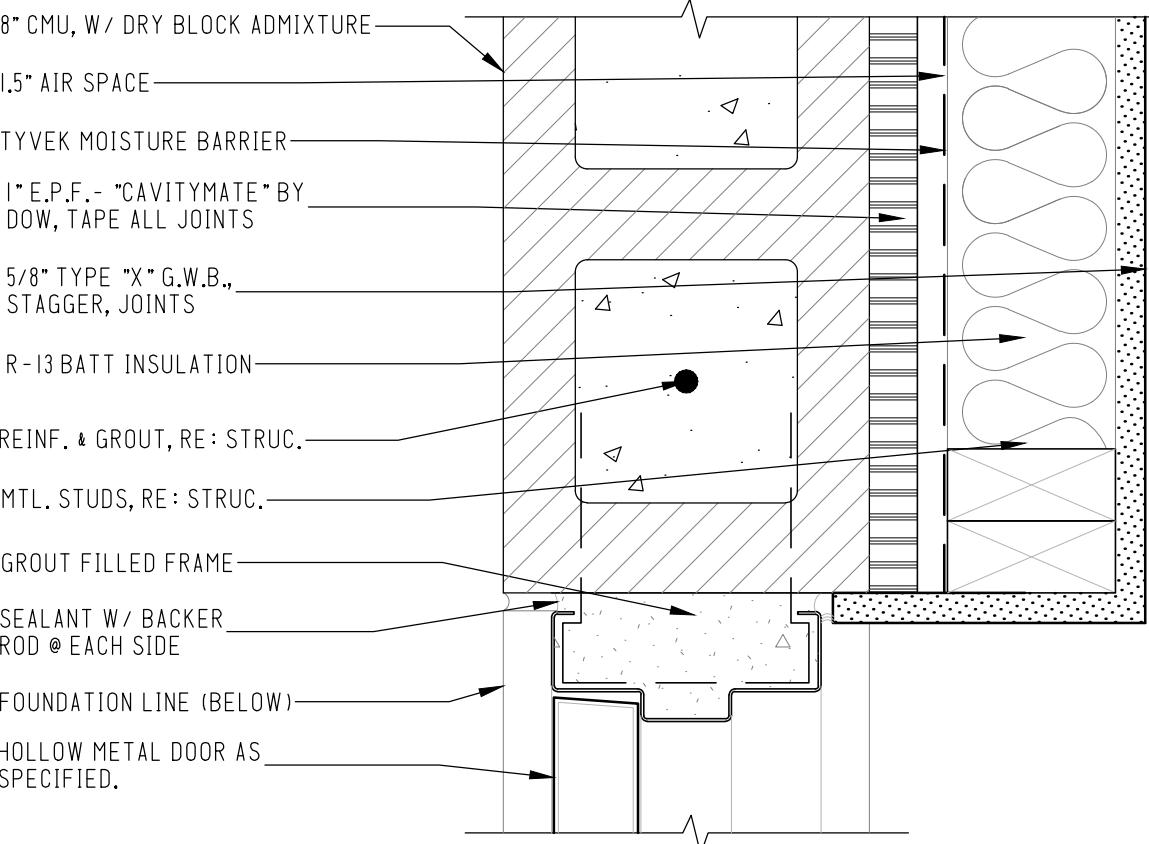 8" CMU, W/ DRY BLOCK ADMIXTURE
1.5" AIR SPACE
TYVEK MOISTURE BARRIER
1" E.P.F.- "CAVITYMATE" BY
DOW, TAPE ALL JOINTS
5/8" TYPE "X" G.W.B.,
STAGGER, JOINTS
R-13 BATT INSULATION
REINF. & GROUT, RE: STRUC.
MTL. STUDS, RE: STRUC.
GROUT FILLED FRAME
SEALANT W/ BACKER
ROD @ EACH SIDE
FOUNDATION LINE (BELOW)
HOLLOW METAL DOOR AS
SPECIFIED.